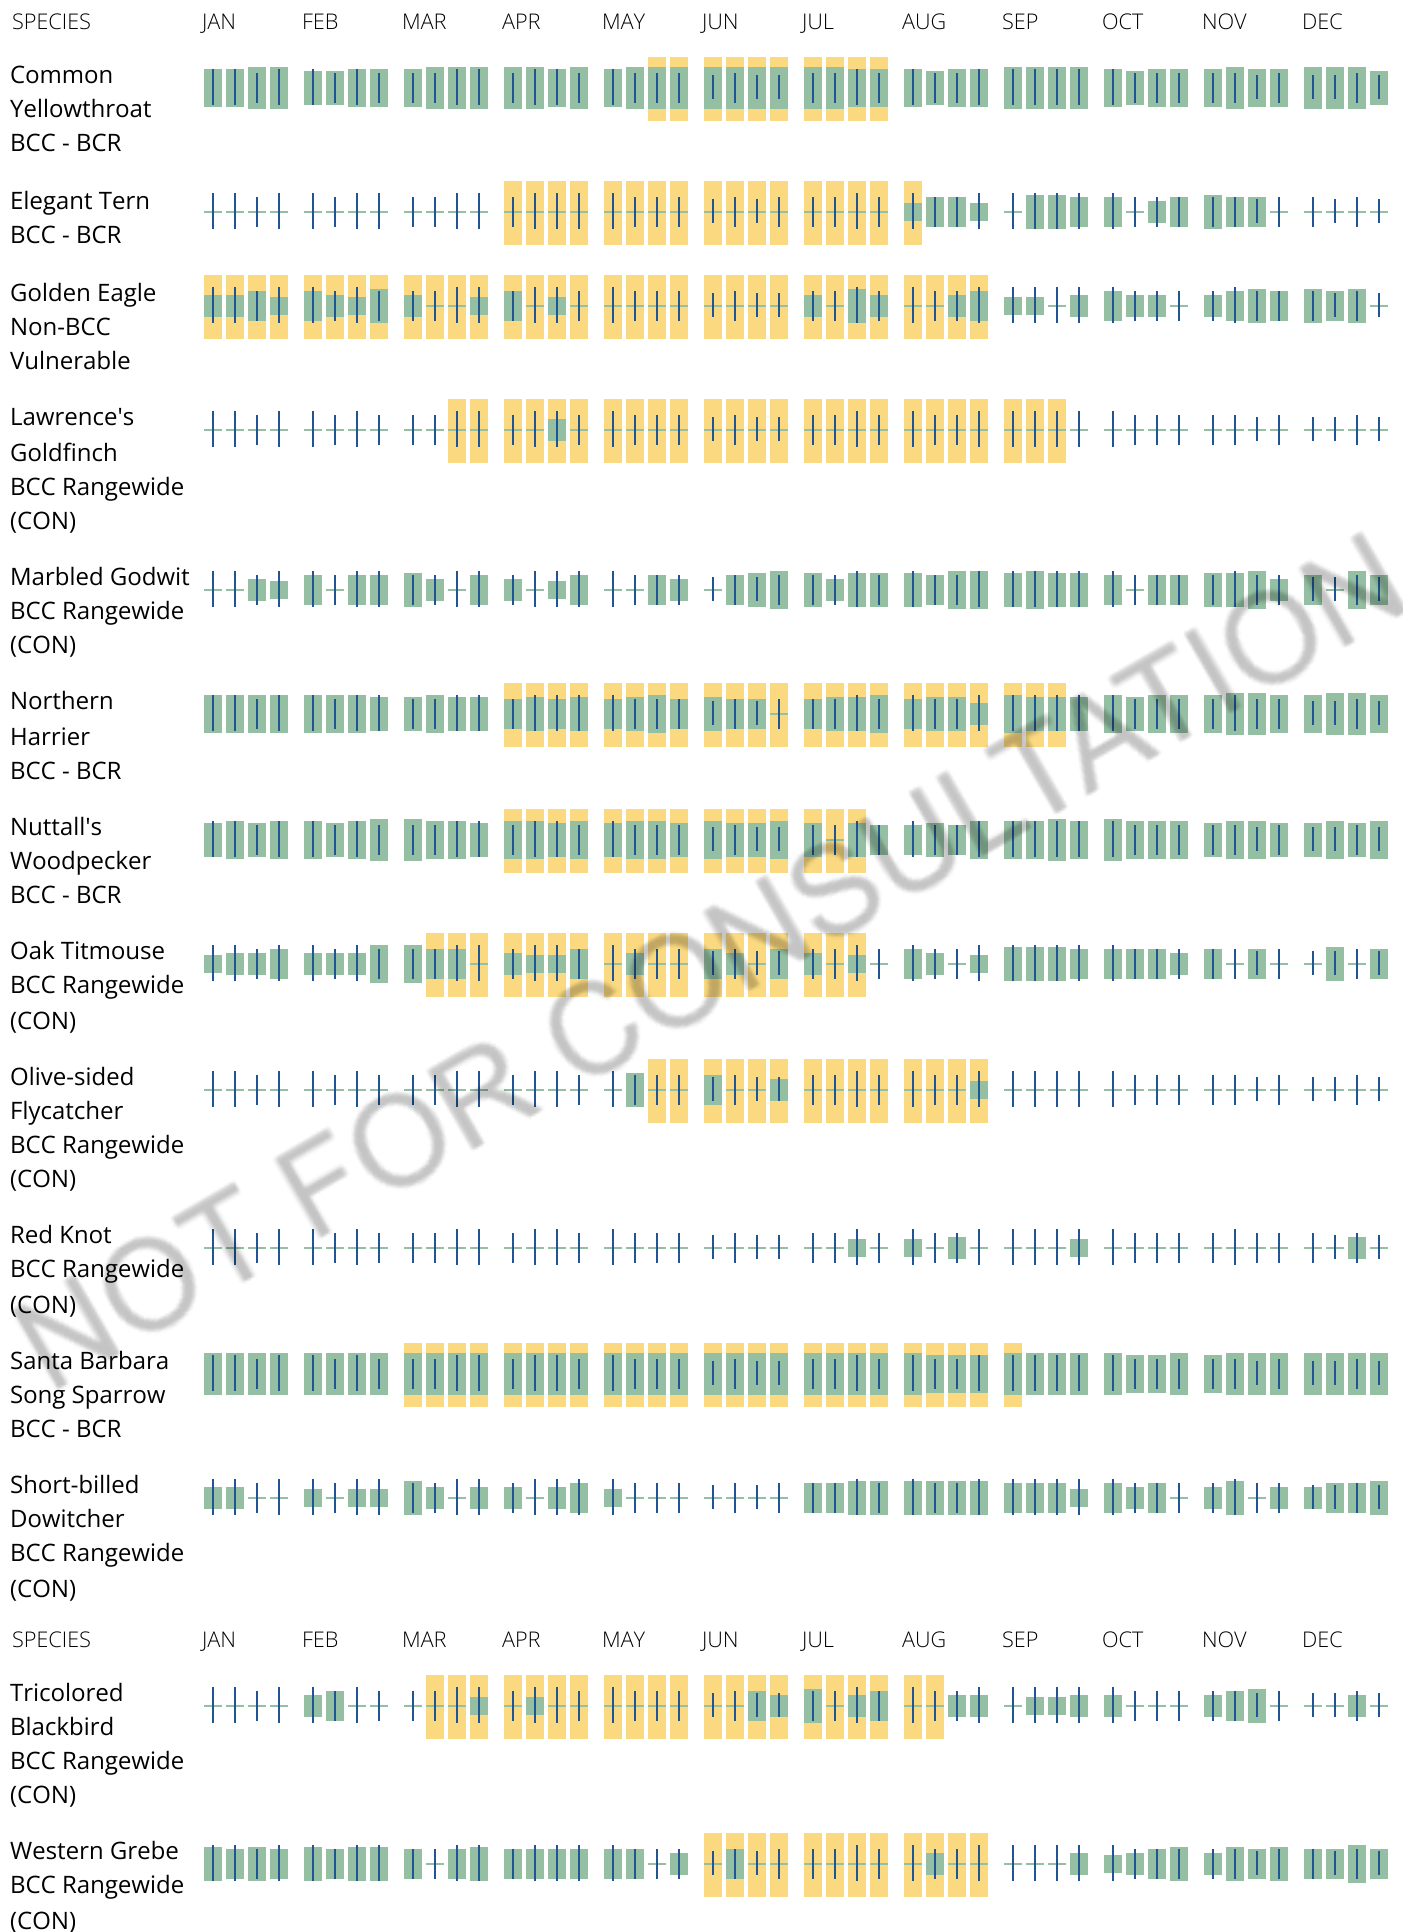 SPECIES JAN FEB MAR APR MAY JUN JUL AUG SEP OCT NOV DEC
Common
Yellowthroat
BCC - BCR
Elegant Tern
BCC - BCR
Golden Eagle
Non-BCC
Vulnerable
Lawrence's
Goldfinch
BCC Rangewide
(CON)
Marbled Godwit
BCC Rangewide
(CON)
Northern
Harrier
BCC - BCR
Nuttall's
Woodpecker
BCC - BCR
Oak Titmouse
BCC Rangewide
(CON)
Olive-sided
Flycatcher
BCC Rangewide
(CON)
Red Knot
BCC Rangewide
(CON)
Santa Barbara
Song Sparrow
BCC - BCR
Short-billed
Dowitcher
BCC Rangewide
(CON)
SPECIES JAN FEB MAR APR MAY JUN JUL AUG SEP OCT NOV DEC
Tricolored
Blackbird
BCC Rangewide
(CON)
Western Grebe
BCC Rangewide
(CON)
NOT FOR CONSULTATION